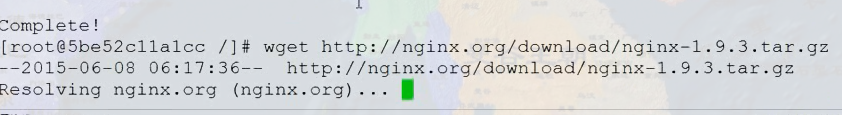 Complete!
[root@5be52c11a1cc /]# wget http://nginx.org/download/nginx-1.9.3.tar.gz
--2015-06-08 06:17:36--  http://nginx.org/download/nginx-1.9.3.tar.gz
Resolving nginx.org (nginx.org)...